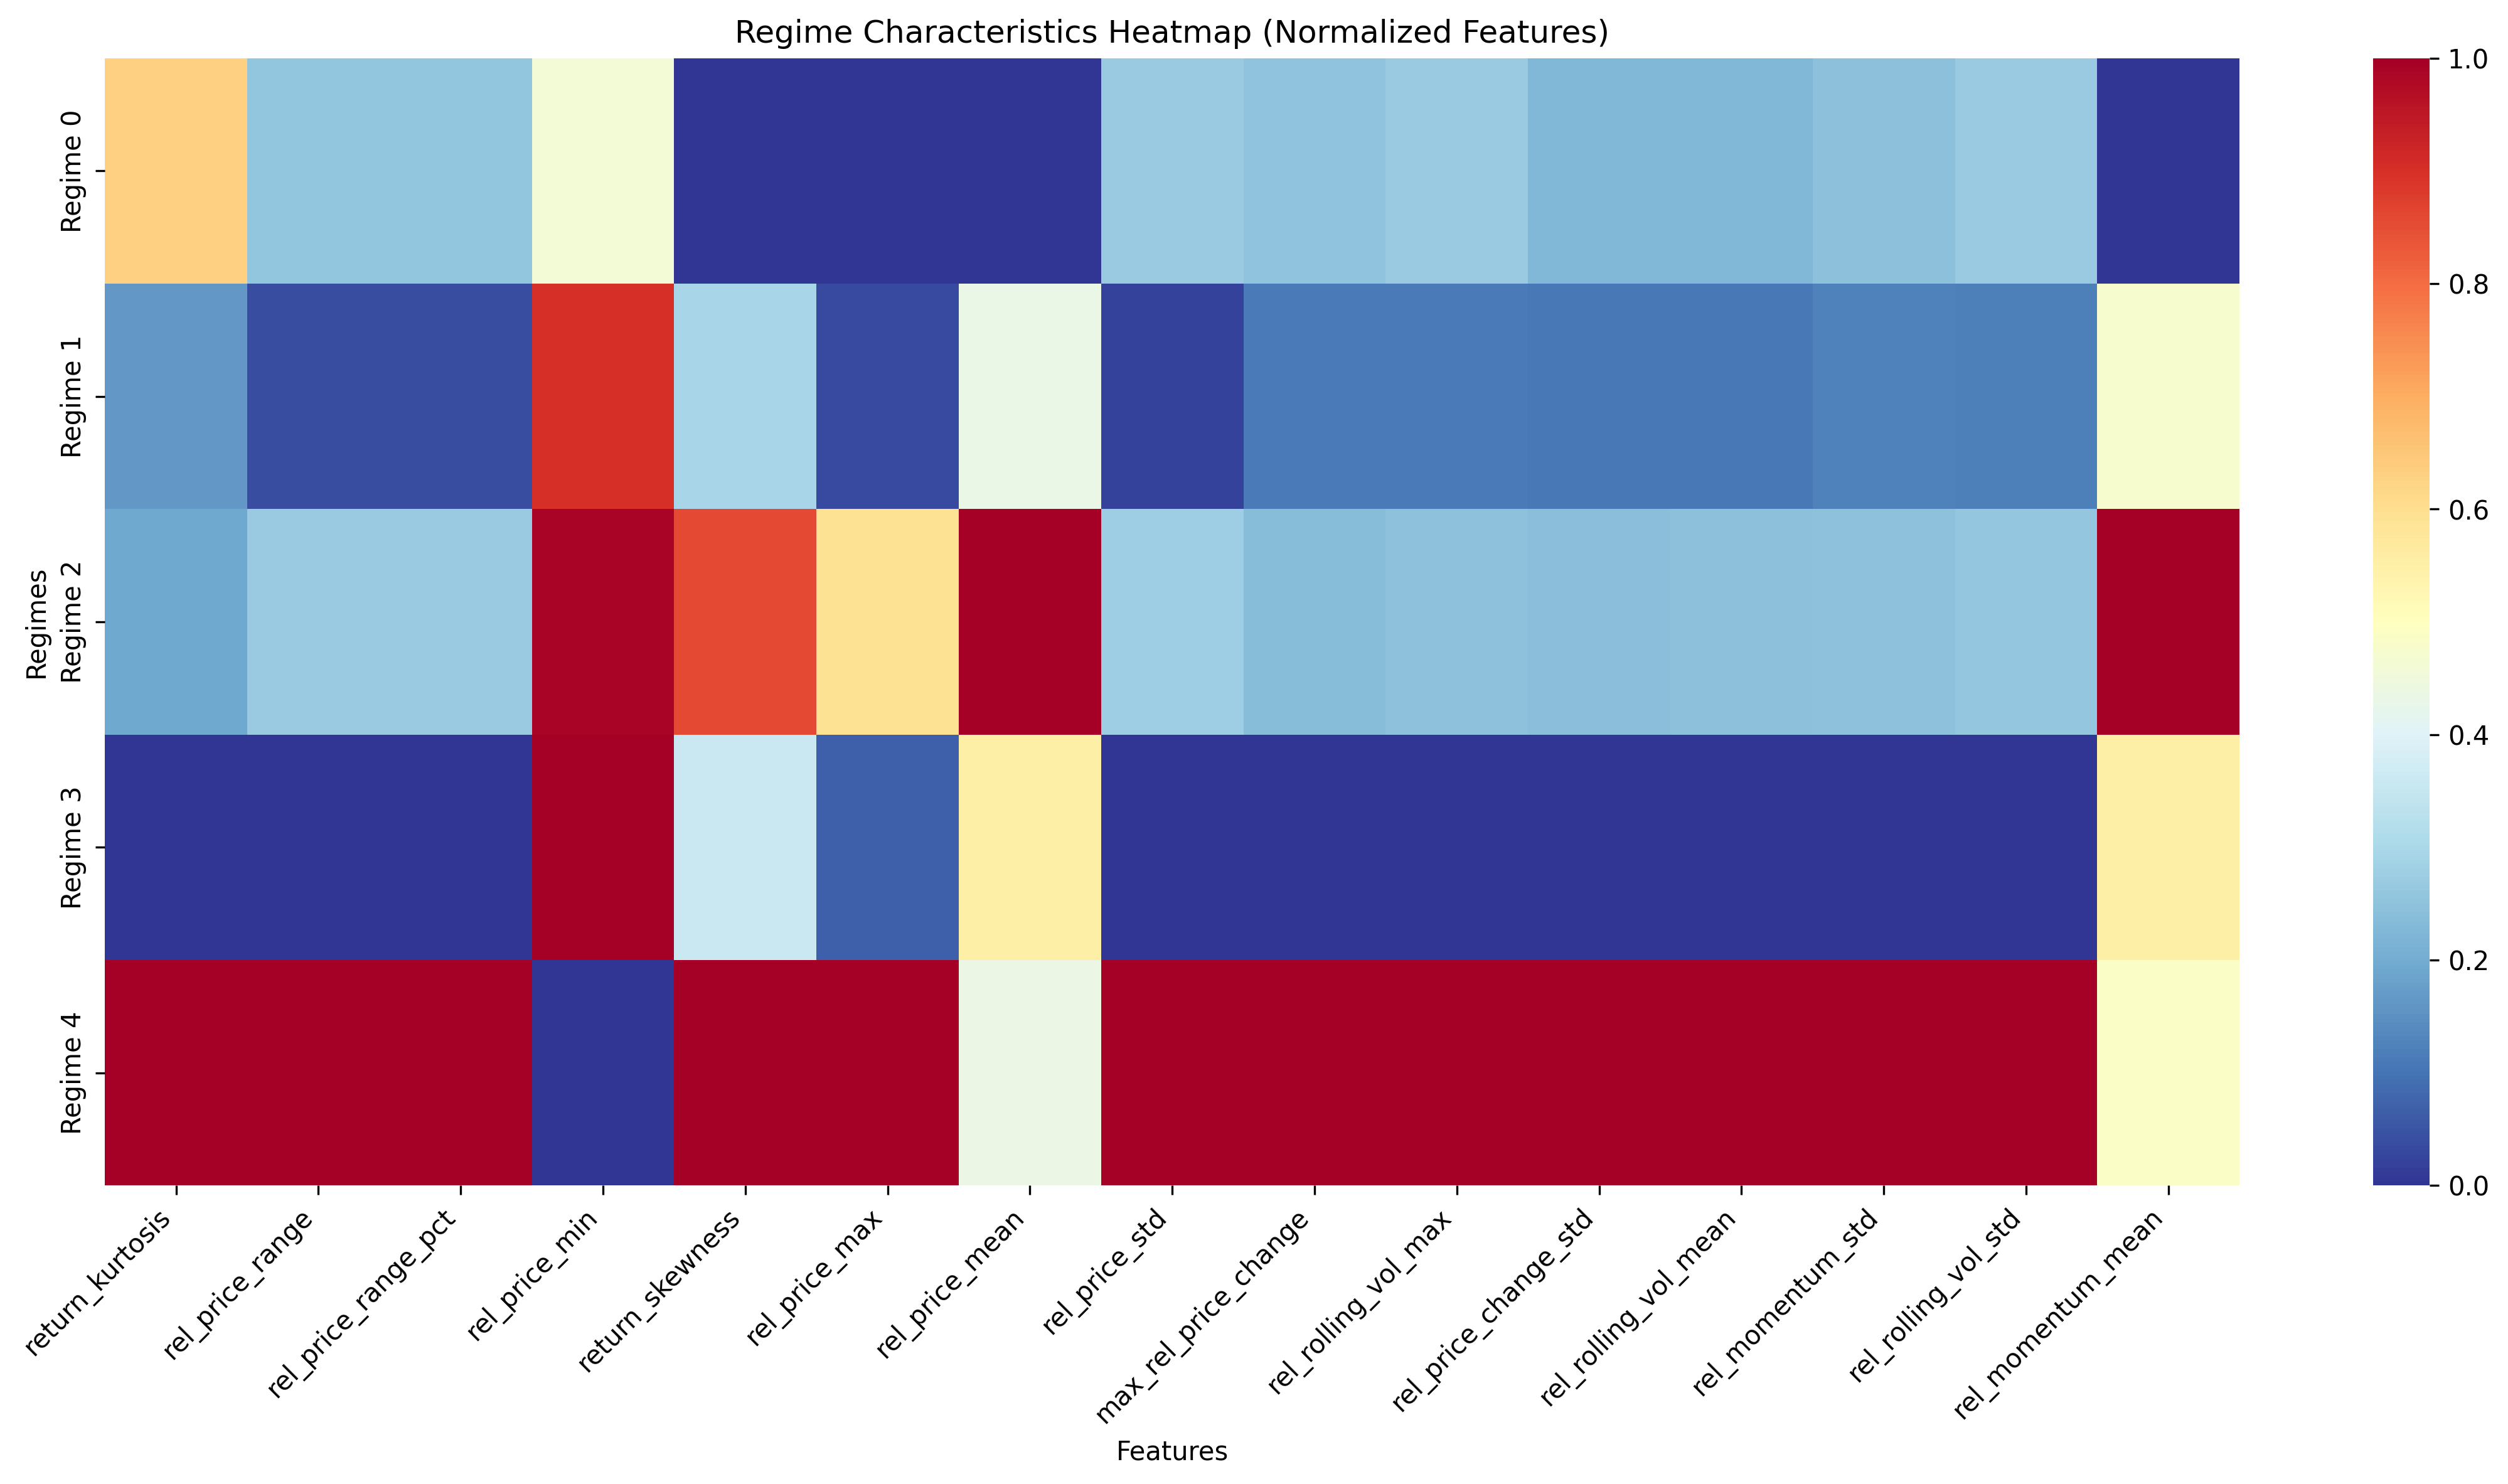 Regime Characteristics Heatmap (Normalized Features)
Regimes
Regime 0
Regime 1
Regime 2
Regime 3
Regime 4
return_kurtosis
rel_price_range
rel_price_range_pct
rel_price_min
return_skewness
rel_price_max
rel_price_mean
rel_price_std
max_rel_price_change
rel_rolling_vol_max
rel_price_change_std
rel_rolling_vol_mean
rel_momentum_std
rel_rolling_vol_std
rel_momentum_mean
Features
1.0
0.8
0.6
0.4
0.2
0.0